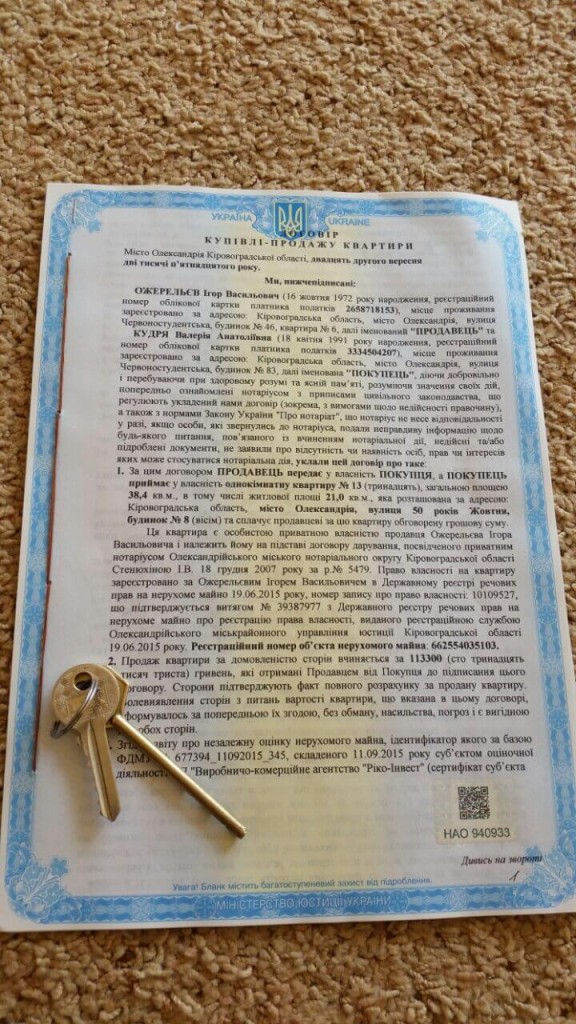 УКРАЇНА
UKRAINE
ДОГОВІР
КУПІВЛІ-ПРОДАЖУ КВАРТИРИ
Місто Олександрія Кіровоградської області, двадцять другого вересня
дві тисячі п'ятнадцятого року.
Ми, нижчепідписані:
ОЖЕРЕЛЬЄВ Ігор Васильович (16 жовтня 1972 року народження, реєстраційний
номер облікової картки платника податків 2658718153), місце проживання
зареєстровано за адресою: Кіровоградська область, місто Олександрія, вулиця
Червоностудентська, будинок № 46, квартира № 6, далі іменований "ПРОДАВЕЦЬ" та
КУДРЯ Валерія Анатоліївна (18 квітня 1991 року народження, реєстраційний
номер облікової картки платника податків 3334504207), місце проживання
зареєстровано за адресою: Кіровоградська область, місто Олександрія, вулиця
Червоностудентська, будинок № 83, далі іменована "ПОКУПЕЦЬ", діючи добровільно
і перебуваючи при здоровому розумі та ясній пам'яті, розуміючи значення своїх дій,
попередньо ознайомлені нотаріусом з приписами цивільного законодавства, що
регулюють укладений нами договір (зокрема, з вимогами щодо недійсності правочину),
а також з нормами Закону України "Про нотаріат", що нотаріус не несе відповідальності
у разі, якщо особи, які звернулись до нотаріуса, подали неправдиву інформацію щодо
будь-якого питання, пов'язаного із вчиненням нотаріальної дії, недійсні та/або
підроблені документи, не заявили про відсутність чи наявність осіб, прав чи інтересів
яких може стосуватися нотаріальна дія, уклали цей договір про таке:
1. За цим договором ПРОДАВЕЦЬ передає у власність ПОКУПЦЯ, а ПОКУПЕЦЬ
приймає у власність однокімнатну квартиру № 13 (тринадцять), загальною площею
38,4 кв.м., в тому числі житлової площі 21,0 кв.м., яка розташована за адресою:
Кіровоградська область, місто Олександрія, вулиця 50 років Жовтня,
будинок № 8 (вісім) та сплачує продавцеві за цю квартиру обговорену грошову суму.
Ця квартира є особистою приватною власністю продавця Ожерельєва Ігора
Васильовича і належить йому на підставі договору дарування, посвідченого приватним
нотаріусом Олександрійського міського нотаріального округу Кіровоградської області
Стенюхіною І.В. 18 грудня 2007 року за р.№ 5479. Право власності на квартиру
зареєстровано за Ожерельєвим Ігорем Васильовичем в Державному реєстрі речових
прав на нерухоме майно 19.06.2015 року, номер запису про право власності: 10109527,
що підтверджується витягом № 39387977 з Державного реєстру речових прав на
нерухоме майно про реєстрацію права власності, виданого реєстраційною службою
Олександрійського міськрайонного управління юстиції Кіровоградської області
19.06.2015 року. Реєстраційний номер об'єкта нерухомого майна: 662554035103.
2. Продаж квартири за домовленістю сторін вчиняється за 113300 (сто тринадцять
тисяч триста) гривень, які отримані Продавцем від Покупця до підписання цього
договору. Сторони підтверджують факт повного розрахунку за продану квартиру.
олевиявлення сторін з питань вартості квартири, що вказана в цьому договорі,
формувалось за попередньою їх згодою, без обману, насильства, погроз і є вигідною
обох сторін.
Згі звіту про незалежну оцінку нерухомого майна, ідентифікатор якого за базою
ФДМУ 677394_11092015_345, складеного 11.09.2015 року суб'єктом оціночної
діяльност П "Виробничо-комерційне агентство "Ріко-Інвест" (сертифікат суб'єкта
НАО 940933
Дивись на звороті
1
Увага! Бланк містить багатоступеневий захист від підроблення.
МІНІСТЕРСТВО ЮСТИЦІЇ УКРАЇНИ